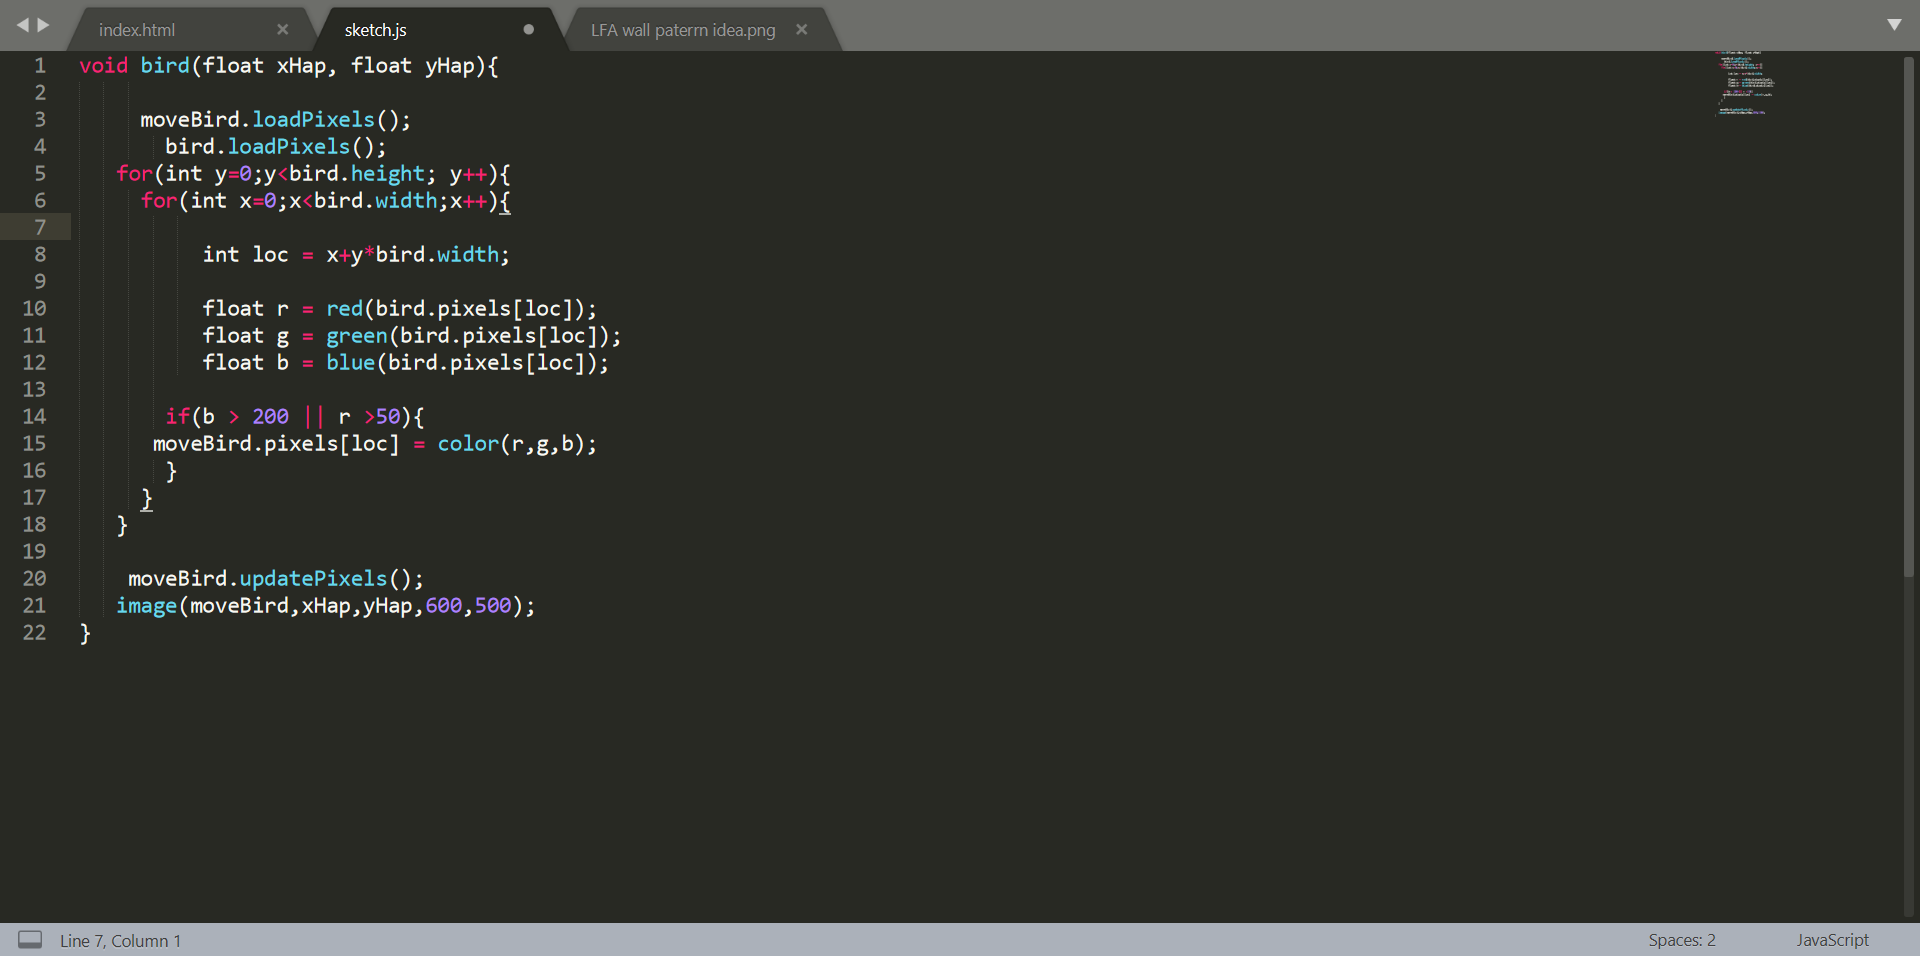 index.html
sketch.js
LFA wall paterm idea.png
1 void bird(float xHap, float yHap){
2
3 moveBird.loadPixels();
4 bird.loadPixels();
5 for(int y=0;y<bird.height; y++){
6 for(int x=0;x<bird.width;x++){
7
8 int loc = x+y*bird.width;
9
10 float r = red(bird.pixels[loc]);
11 float g = green(bird.pixels[loc]);
12 float b = blue(bird.pixels[loc]);
13
14 if(b > 200 || r >50){
15 moveBird.pixels[loc] = color(r,g,b);
16 }
17 }
18 }
19
20 moveBird.updatePixels();
21 image(moveBird,xHap,yHap,600,500);
22 }
Line 7, Column 1
Spaces: 2
JavaScript